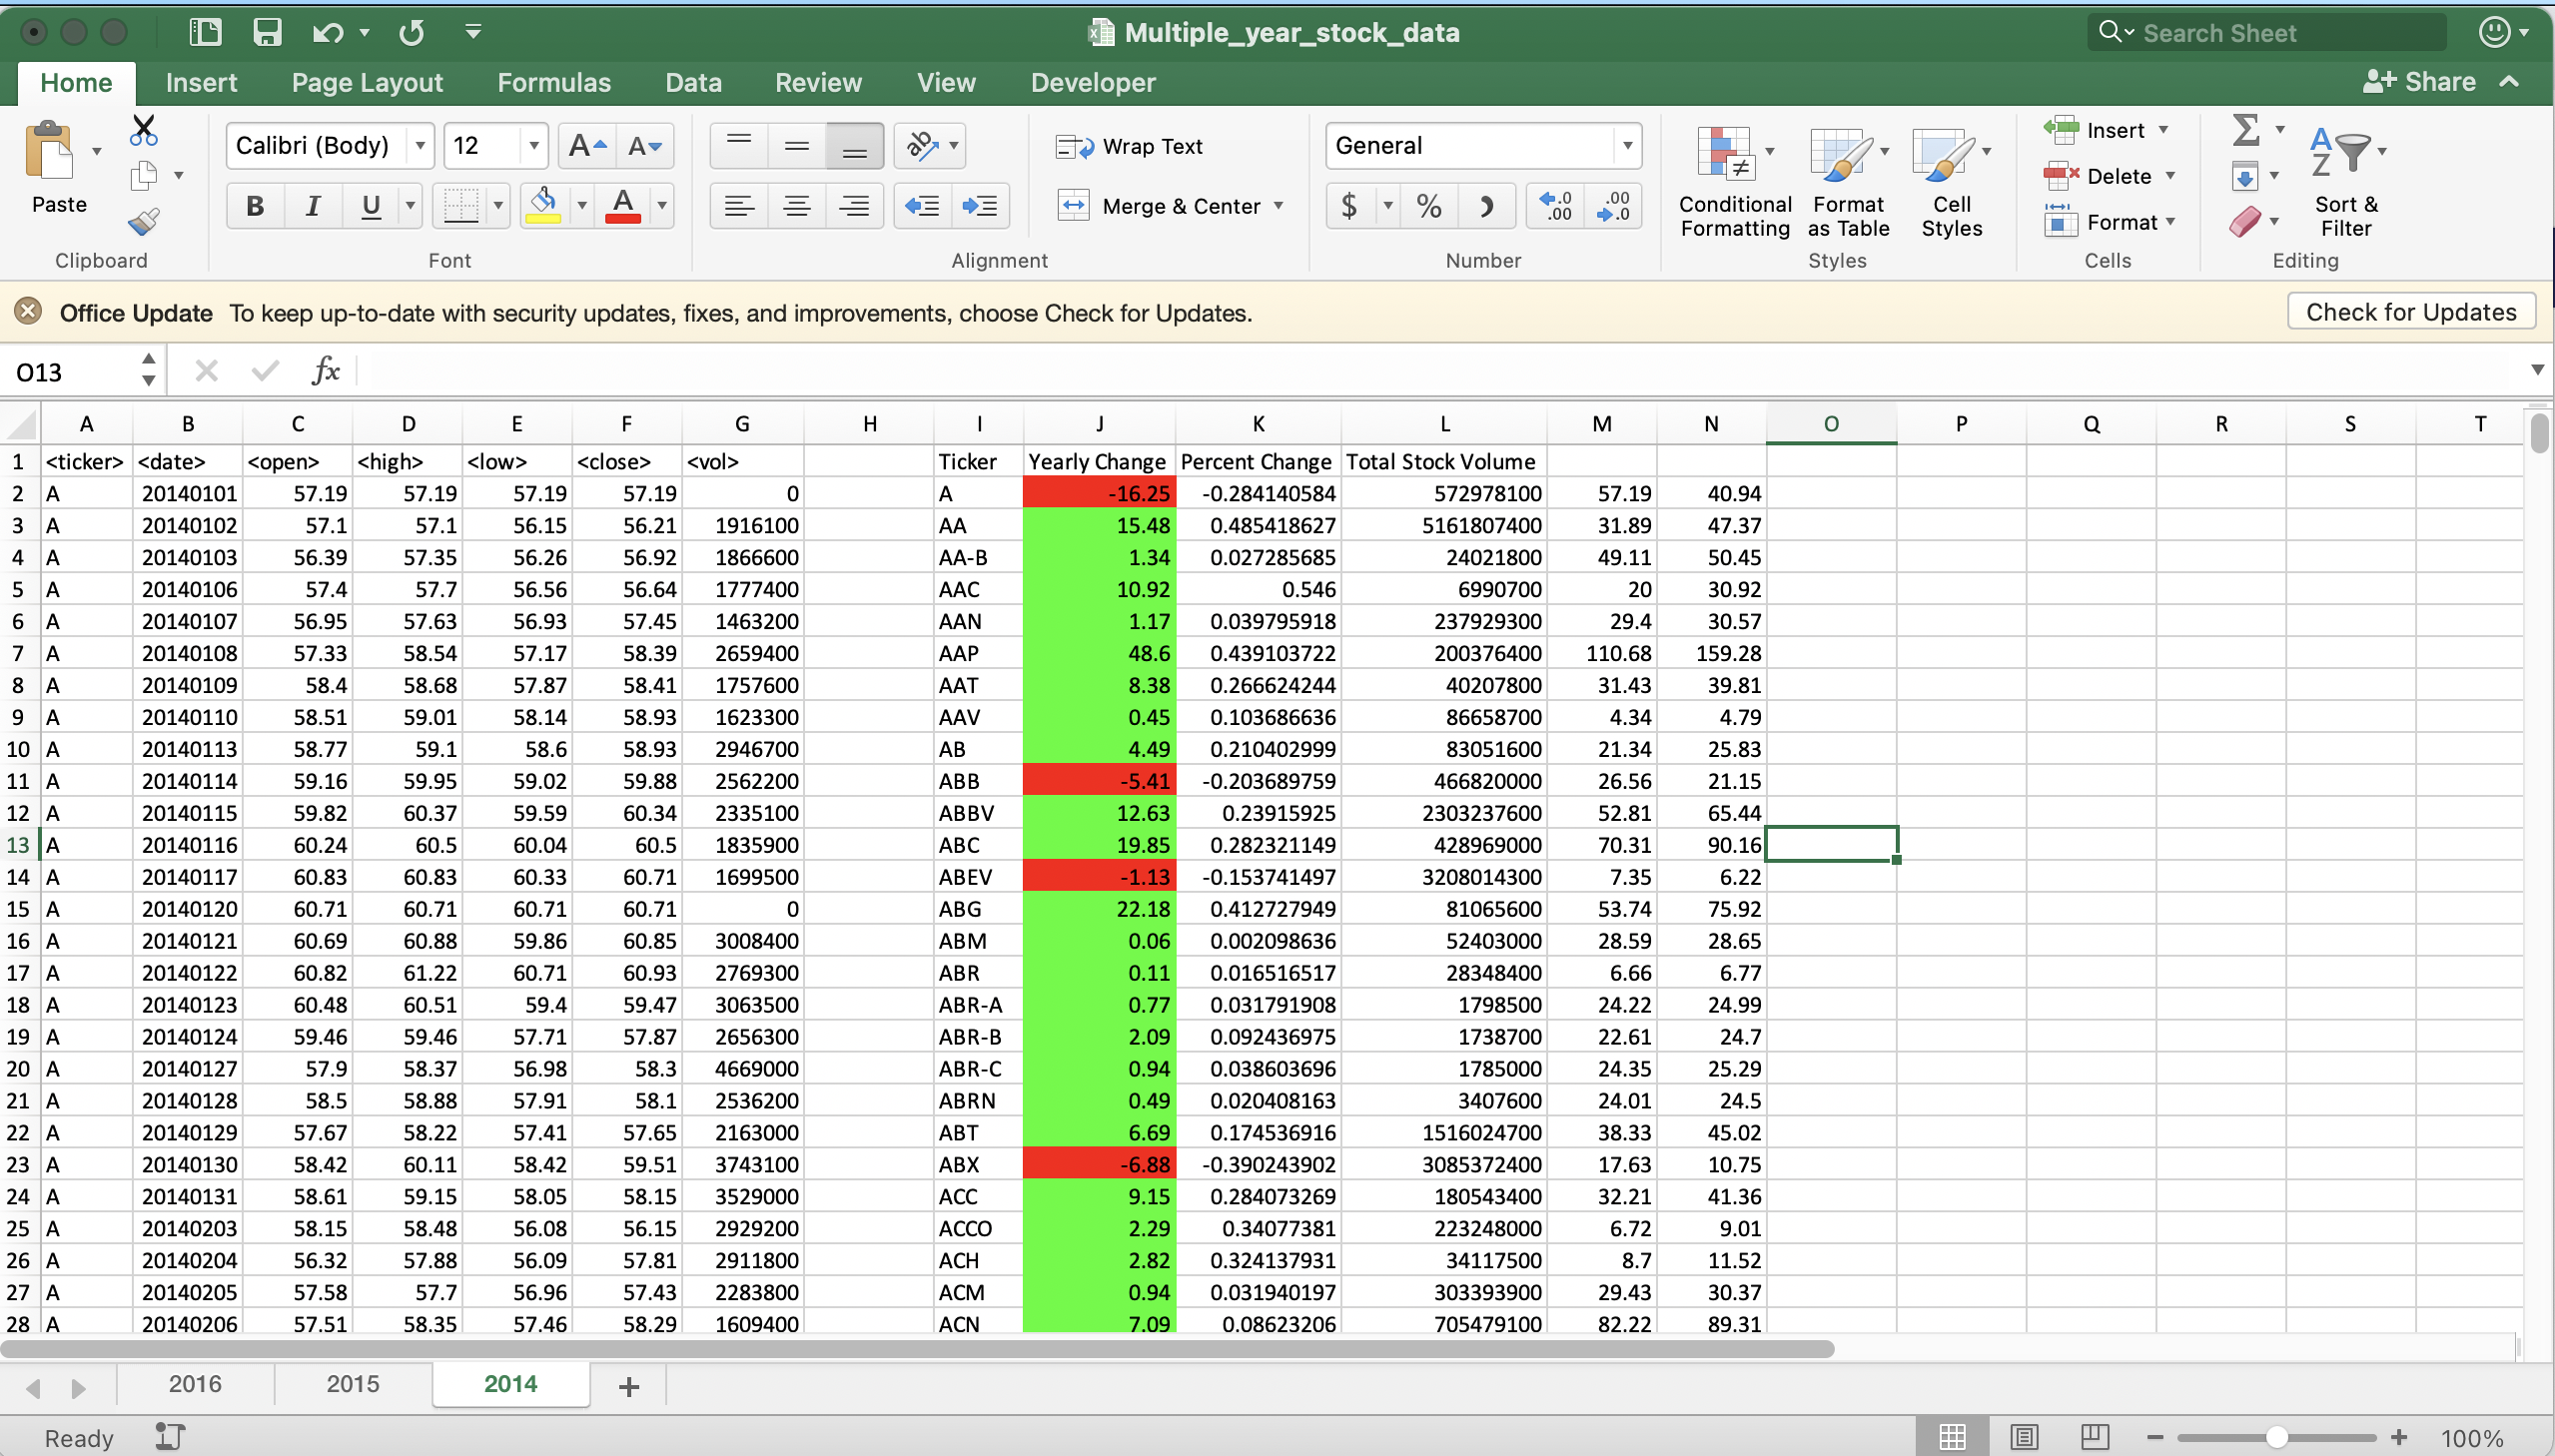 Multiple_year_stock_data
Search Sheet
Home Insert Page Layout Formulas Data Review View Developer
Share
Paste
Calibri (Body) 12 A A
Wrap Text
General
Conditional Formatting
Format as Table
Cell Styles
Insert
Delete
Format
Sort & Filter
B I U A
Merge & Center
$ % .0 .00 .00 .0
Clipboard Font Alignment Number Styles Cells Editing
Office Update To keep up-to-date with security updates, fixes, and improvements, choose Check for Updates.
Check for Updates
O13 fx
A B C D E F G H I J K L M N O P Q R S T
1 <ticker> <date> <open> <high> <low> <close> <vol> Ticker Yearly Change Percent Change Total Stock Volume
2 A 20140101 57.19 57.19 57.19 57.19 0 A -16.25 -0.284140584 572978100 57.19 40.94
3 A 20140102 57.1 57.1 56.15 56.21 1916100 AA 15.48 0.485418627 5161807400 31.89 47.37
4 A 20140103 56.39 57.35 56.26 56.92 1866600 AA-B 1.34 0.027285685 24021800 49.11 50.45
5 A 20140106 57.4 57.7 56.56 56.64 1777400 AAC 10.92 0.546 6990700 20 30.92
6 A 20140107 56.95 57.63 56.93 57.45 1463200 AAN 1.17 0.039795918 237929300 29.4 30.57
7 A 20140108 57.33 58.54 57.17 58.39 2659400 AAP 48.6 0.439103722 200376400 110.68 159.28
8 A 20140109 58.4 58.68 57.87 58.41 1757600 AAT 8.38 0.266624244 40207800 31.43 39.81
9 A 20140110 58.51 59.01 58.14 58.93 1623300 AAV 0.45 0.103686636 86658700 4.34 4.79
10 A 20140113 58.77 59.1 58.6 58.93 2946700 AB 4.49 0.210402999 83051600 21.34 25.83
11 A 20140114 59.16 59.95 59.02 59.88 2562200 ABB -5.41 -0.203689759 466820000 26.56 21.15
12 A 20140115 59.82 60.37 59.59 60.34 2335100 ABBV 12.63 0.23915925 2303237600 52.81 65.44
13 A 20140116 60.24 60.5 60.04 60.5 1835900 ABC 19.85 0.282321149 428969000 70.31 90.16
14 A 20140117 60.83 60.83 60.33 60.71 1699500 ABEV -1.13 -0.153741497 3208014300 7.35 6.22
15 A 20140120 60.71 60.71 60.71 60.71 0 ABG 22.18 0.412727949 81065600 53.74 75.92
16 A 20140121 60.69 60.88 59.86 60.85 3008400 ABM 0.06 0.002098636 52403000 28.59 28.65
17 A 20140122 60.82 61.22 60.71 60.93 2769300 ABR 0.11 0.016516517 28348400 6.66 6.77
18 A 20140123 60.48 60.51 59.4 59.47 3063500 ABR-A 0.77 0.031791908 1798500 24.22 24.99
19 A 20140124 59.46 59.46 57.71 57.87 2656300 ABR-B 2.09 0.092436975 1738700 22.61 24.7
20 A 20140127 57.9 58.37 56.98 58.3 4669000 ABR-C 0.94 0.038603696 1785000 24.35 25.29
21 A 20140128 58.5 58.88 57.91 58.1 2536200 ABRN 0.49 0.020408163 3407600 24.01 24.5
22 A 20140129 57.67 58.22 57.41 57.65 2163000 ABT 6.69 0.174536916 1516024700 38.33 45.02
23 A 20140130 58.42 60.11 58.42 59.51 3743100 ABX -6.88 -0.390243902 3085372400 17.63 10.75
24 A 20140131 58.61 59.15 58.05 58.15 3529000 ACC 9.15 0.284073269 180543400 32.21 41.36
25 A 20140203 58.15 58.48 56.08 56.15 2929200 ACCO 2.29 0.34077381 223248000 6.72 9.01
26 A 20140204 56.32 57.88 56.09 57.81 2911800 ACH 2.82 0.324137931 34117500 8.7 11.52
27 A 20140205 57.58 57.7 56.96 57.43 2283800 ACM 0.94 0.031940197 303393900 29.43 30.37
28 A 20140206 57.51 58.35 57.46 58.29 1609400 ACN 7.09 0.08623206 705479100 82.22 89.31
2016 2015 2014 +
Ready 100%